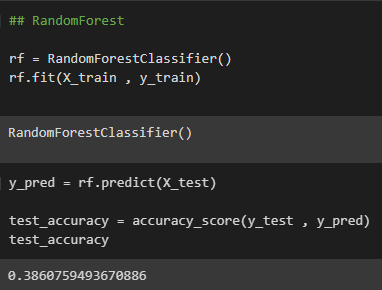 ## RandomForest
rf = RandomForestClassifier()
rf.fit(X_train , y_train)
RandomForestClassifier()
y_pred = rf.predict(X_test)
test_accuracy = accuracy_score(y_test , y_pred)
test_accuracy
0.3860759493670886